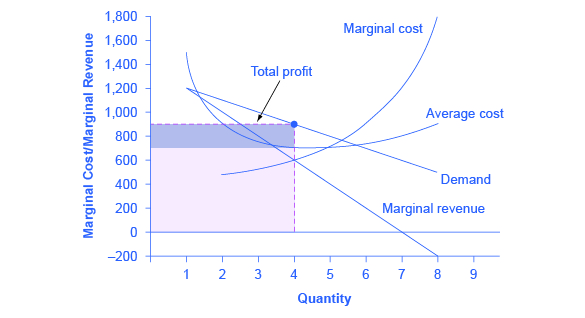 Marginal Cost/Marginal Revenue
1,800
1,600
1,400
1,200
1,000
800
600
400
200
0
–200
Marginal cost
Total profit
Average cost
Demand
Marginal revenue
1 2 3 4 5 6 7 8 9
Quantity